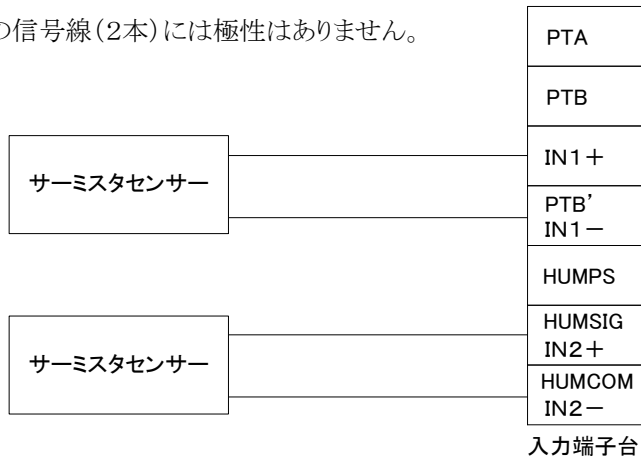 の信号線(2本)には極性はありません。
PTA
PTB
サーミスタセンサー
IN1+
PTB’
IN1-
HUMPS
サーミスタセンサー
HUMSIG
IN2+
HUMCOM
IN2-
入力端子台